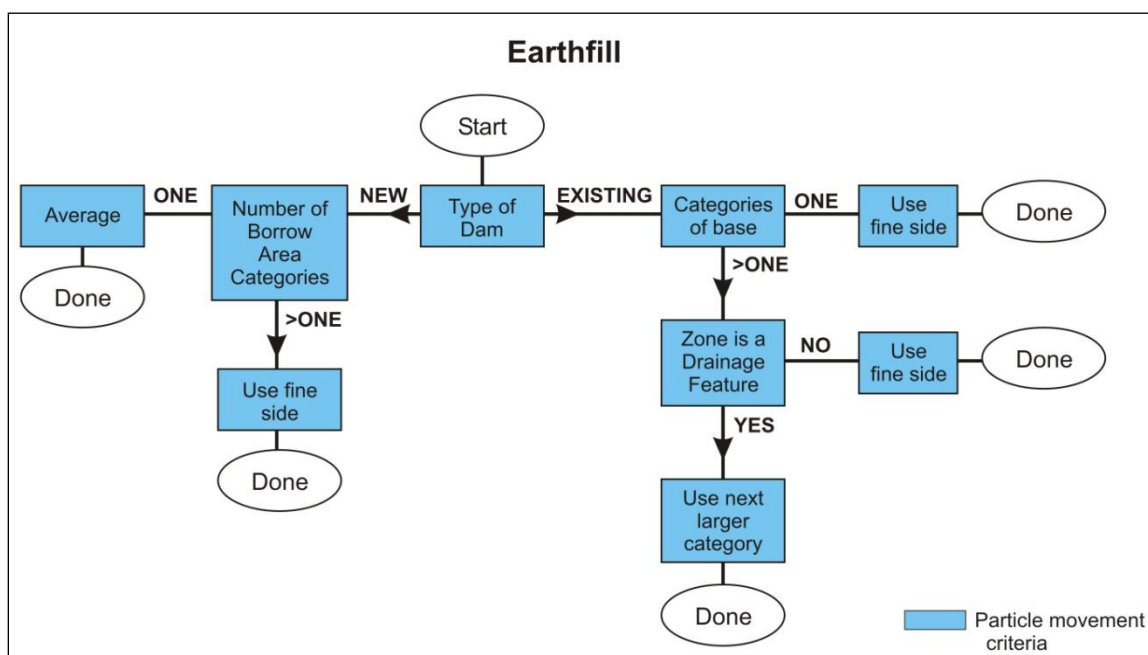 Earthfill
Start
Average
ONE
Number of
Borrow
Area
Categories
NEW
Type of
Dam
EXISTING
Categories
of base
ONE
Use
fine side
Done
Done
>ONE
Use fine
side
Done
>ONE
Zone is a
Drainage
Feature
NO
Use
fine side
Done
YES
Use next
larger
category
Done
Particle movement
criteria